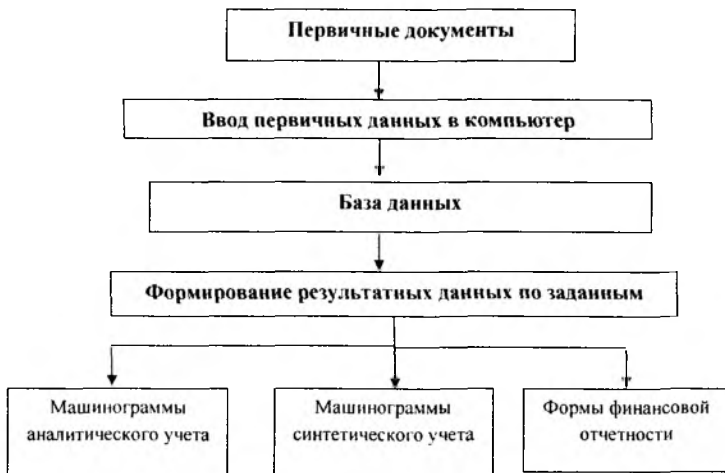 Первичные документы
Ввод первичных данных в компьютер
База данных
Формирование результатных данных по заданным
Машинограммы
аналитического учета
Машинограммы
синтетического учета
Формы финансовой
отчетности